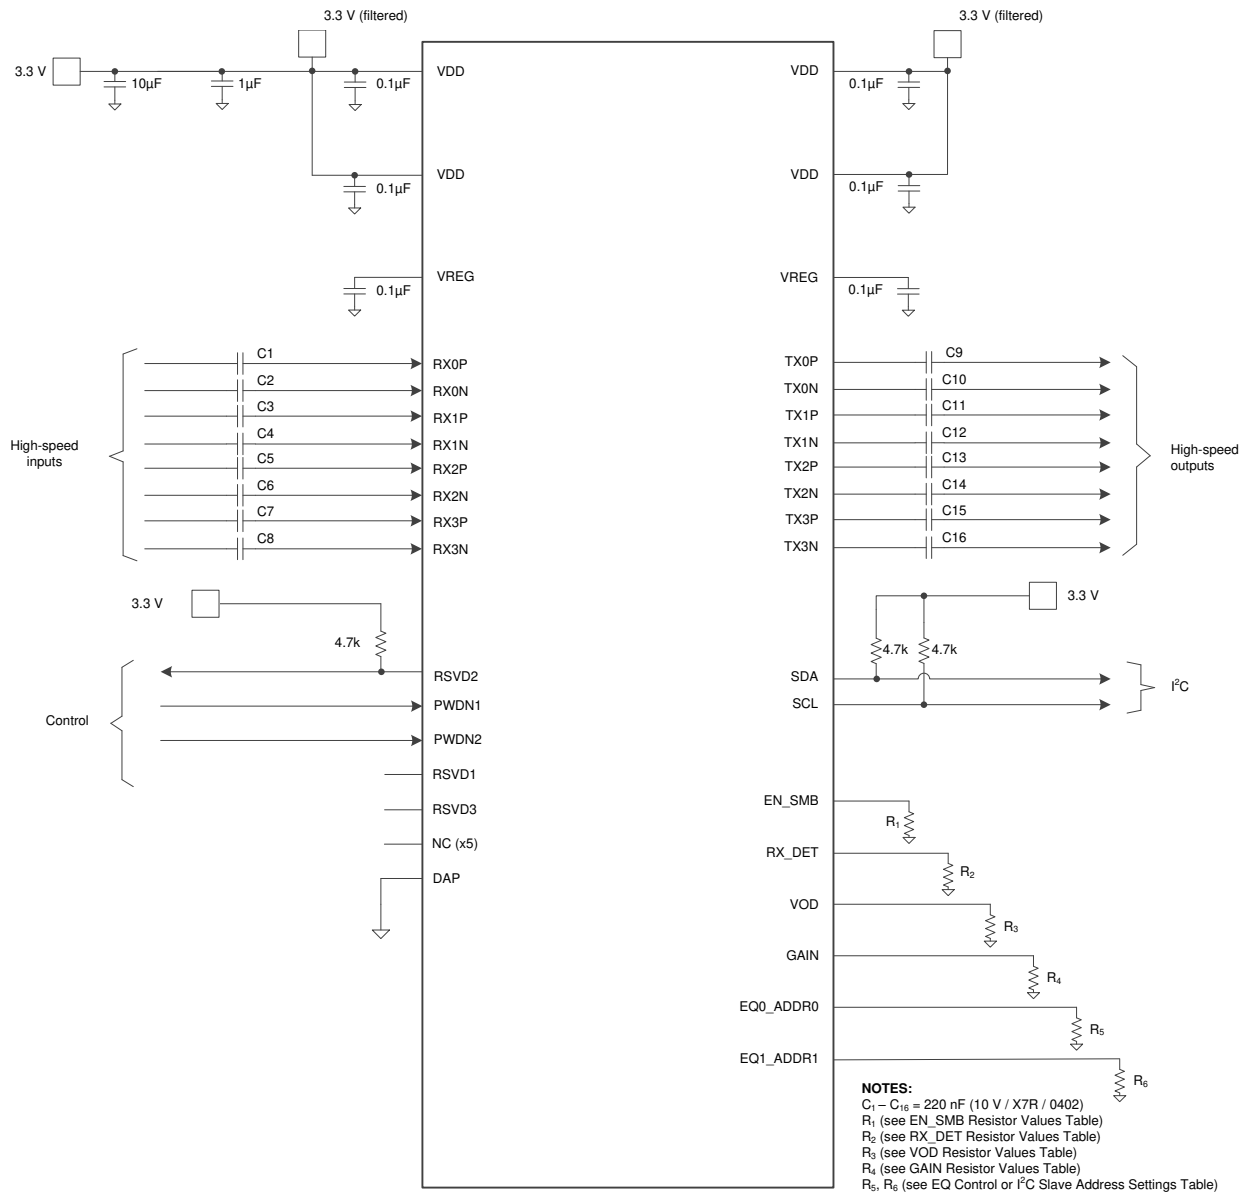 3.3 V (filtered)
3.3 V (filtered)
3.3 V
10µF
1µF
0.1µF
VDD
VDD
0.1µF
0.1µF
VDD
VDD
0.1µF
0.1µF
VREG
VREG
0.1µF
High-speed
inputs
C1
RX0P
C2
RX0N
C3
RX1P
C4
RX1N
C5
RX2P
C6
RX2N
C7
RX3P
C8
RX3N
TX0P
C9
TX0N
C10
TX1P
C11
TX1N
C12
TX2P
C13
TX2N
C14
TX3P
C15
TX3N
C16
High-speed
outputs
3.3 V
4.7k
Control
RSVD2
PWDN1
PWDN2
RSVD1
RSVD3
NC (x5)
DAP
3.3 V
4.7k
4.7k
SDA
SCL
I²C
EN_SMB
R₁
RX_DET
R₂
VOD
R₃
GAIN
R₄
EQ0_ADDR0
R₅
EQ1_ADDR1
R₆
NOTES:
C₁ – C₁₆ = 220 nF (10 V / X7R / 0402)
R₁ (see EN_SMB Resistor Values Table)
R₂ (see RX_DET Resistor Values Table)
R₃ (see VOD Resistor Values Table)
R₄ (see GAIN Resistor Values Table)
R₅, R₆ (see EQ Control or I²C Slave Address Settings Table)